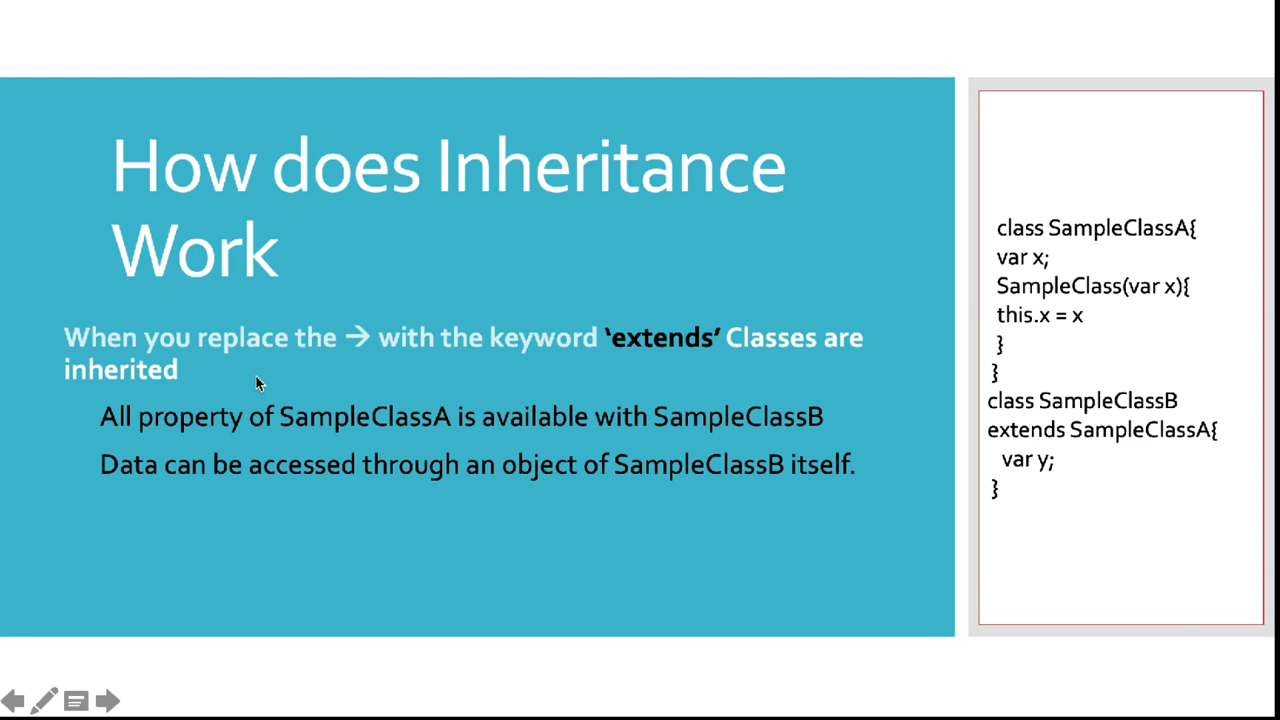 How does Inheritance
Work
When you replace the → with the keyword ‘extends’ Classes are
inherited
All property of SampleClassA is available with SampleClassB
Data can be accessed through an object of SampleClassB itself.
class SampleClassA{
var x;
SampleClass(var x){
this.x = x
}
}
class SampleClassB
extends SampleClassA{
var y;
}